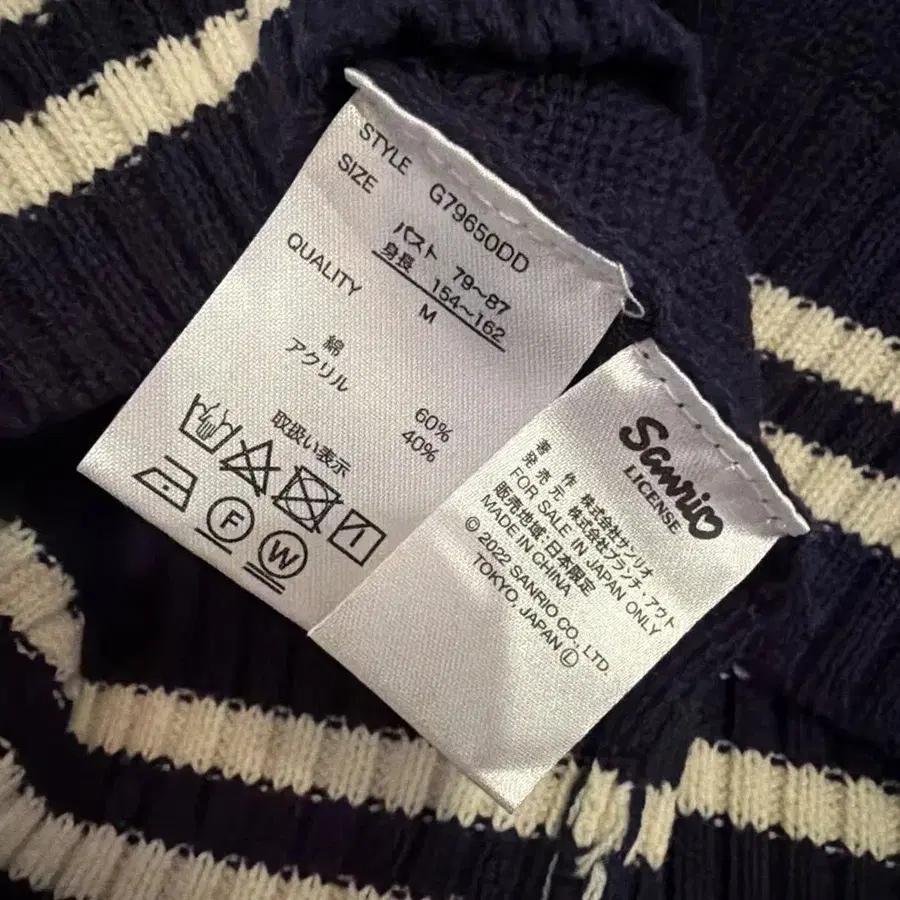 STYLE G79650DD
SIZE
バスト 79〜87
身長 154〜162
M
QUALITY
綿 60%
アクリル 40%
取扱い表示
F
W
Sanrio
LICENSE
著作 株式会社サンリオ
発売元 株式会社ブランチ・アウト
FOR SALE IN JAPAN ONLY
販売地域 日本限定
MADE IN CHINA
© 2022 SANRIO CO., LTD.
TOKYO, JAPAN Ⓛ